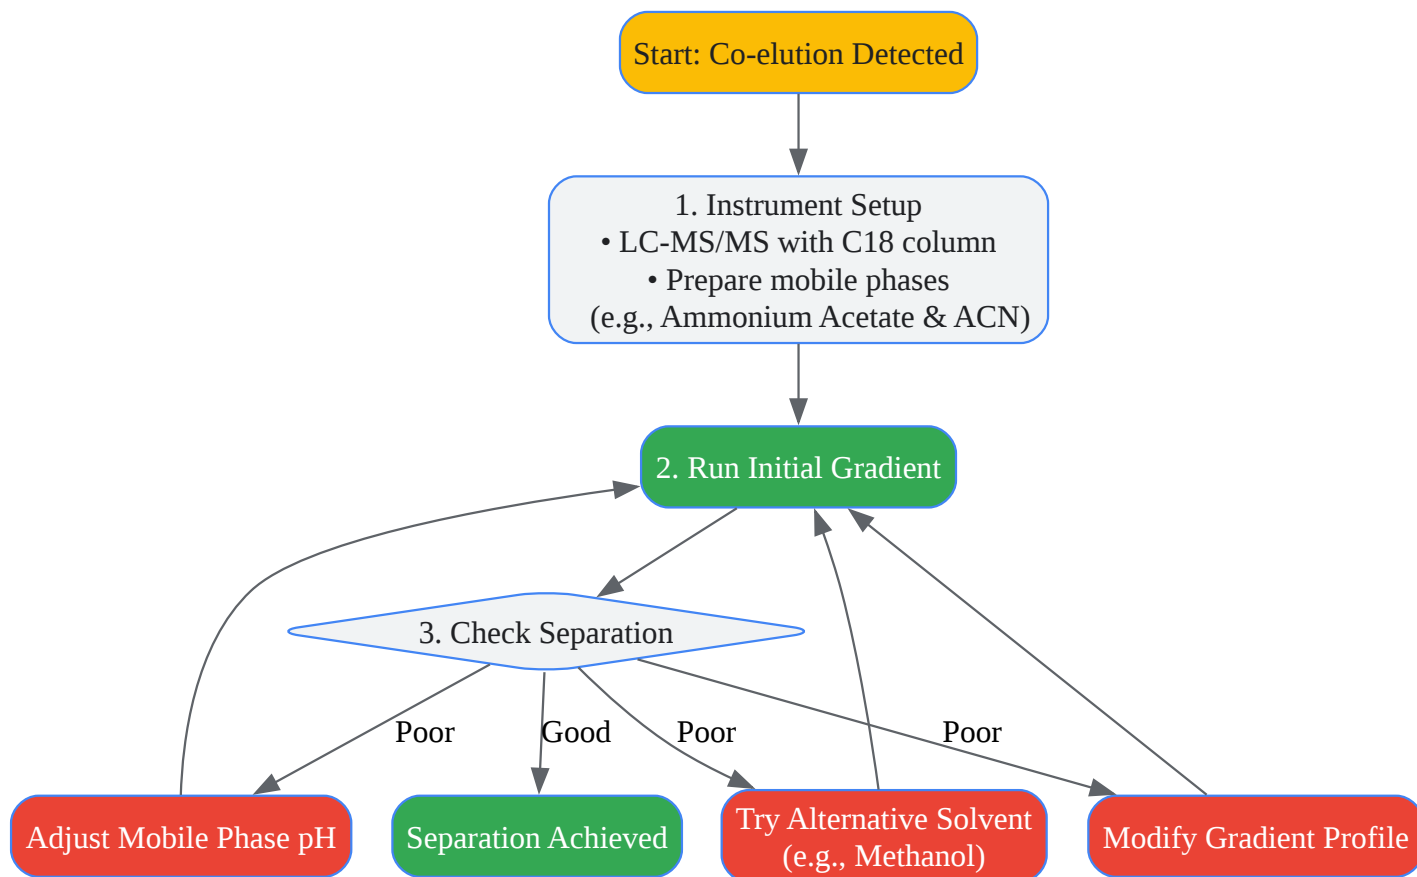 Start: Co-elution Detected
1. Instrument Setup
• LC-MS/MS with C18 column
• Prepare mobile phases
(e.g., Ammonium Acetate & ACN)
2. Run Initial Gradient
3. Check Separation
Poor
Good
Poor
Poor
Adjust Mobile Phase pH
Separation Achieved
Try Alternative Solvent
(e.g., Methanol)
Modify Gradient Profile